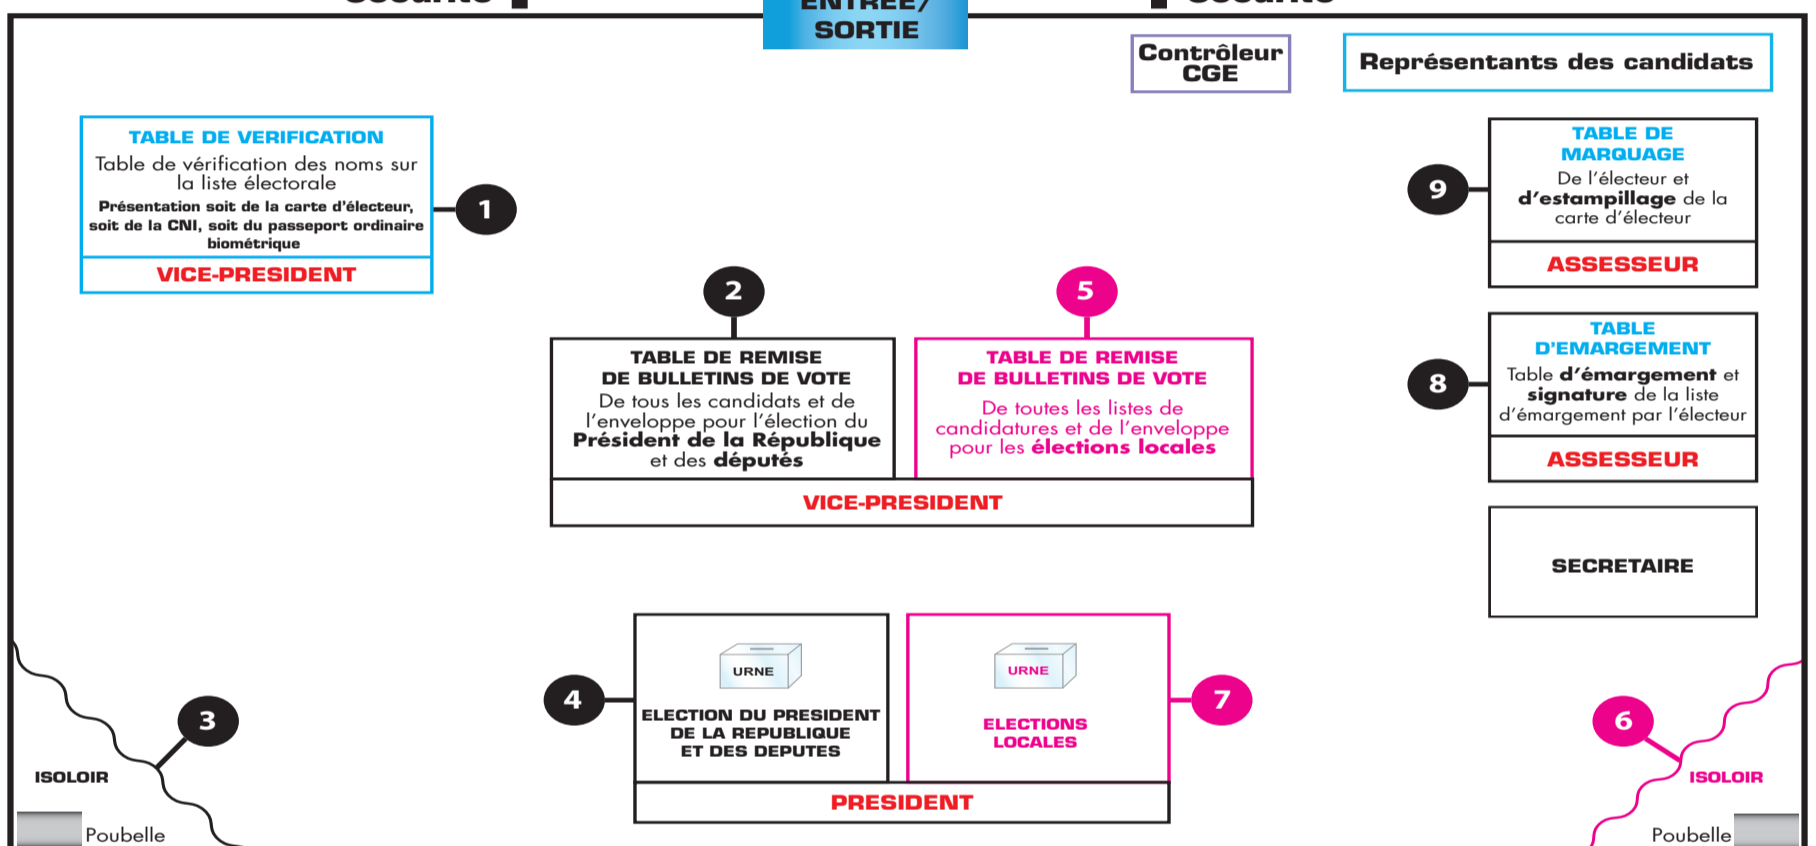 Sécurité
ENTREE/
SORTIE
Sécurité
Contrôleur
CGE
Représentants des candidats
TABLE DE VERIFICATION
Table de vérification des noms sur
la liste électorale
Présentation soit de la carte d'électeur,
soit de la CNI, soit du passeport ordinaire
biométrique
VICE-PRESIDENT
1
2
TABLE DE REMISE
DE BULLETINS DE VOTE
De tous les candidats et de
l'enveloppe pour l'élection du
Président de la République
et des députés
5
TABLE DE REMISE
DE BULLETINS DE VOTE
De toutes les listes de
candidatures et de l'enveloppe
pour les élections locales
VICE-PRESIDENT
9
TABLE DE
MARQUAGE
De l'électeur et
d'estampillage de la
carte d'électeur
ASSESSEUR
8
TABLE
D'EMARGEMENT
Table d'émargement et
signature de la liste
d'émargement par l'électeur
ASSESSEUR
SECRETAIRE
3
ISOLOIR
Poubelle
4
URNE
ELECTION DU PRESIDENT
DE LA REPUBLIQUE
ET DES DEPUTES
URNE
ELECTIONS
LOCALES
7
PRESIDENT
6
ISOLOIR
Poubelle